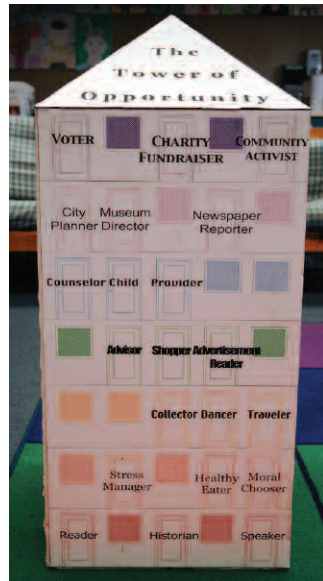 The
Tower of
Opportunity
VOTER
CHARITY
FUNDRAISER
COMMUNITY
ACTIVIST
City
Planner
Museum
Director
Newspaper
Reporter
Counselor
Child
Provider
Advisor
Shopper
Advertisement
Reader
Collector
Dancer
Traveler
Stress
Manager
Healthy
Eater
Moral
Chooser
Reader
Historian
Speaker